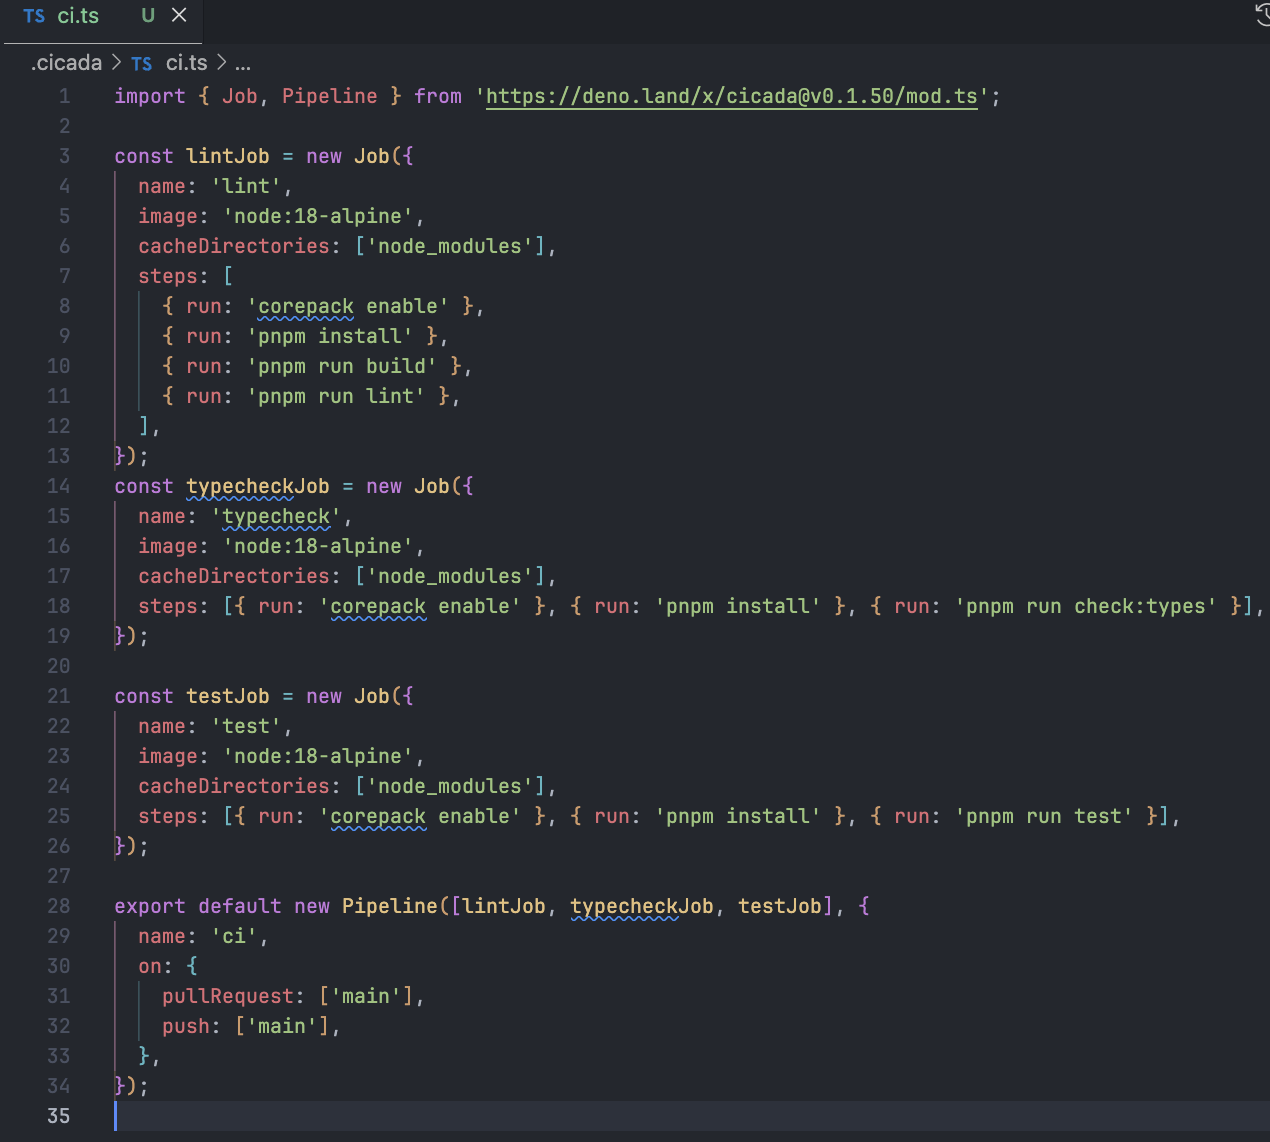 TS ci.ts U
.cicada > TS ci.ts > ...
1 import { Job, Pipeline } from 'https://deno.land/x/cicada@v0.1.50/mod.ts';
2
3 const lintJob = new Job({
4   name: 'lint',
5   image: 'node:18-alpine',
6   cacheDirectories: ['node_modules'],
7   steps: [
8     { run: 'corepack enable' },
9     { run: 'pnpm install' },
10     { run: 'pnpm run build' },
11     { run: 'pnpm run lint' },
12   ],
13 });
14 const typecheckJob = new Job({
15   name: 'typecheck',
16   image: 'node:18-alpine',
17   cacheDirectories: ['node_modules'],
18   steps: [{ run: 'corepack enable' }, { run: 'pnpm install' }, { run: 'pnpm run check:types' }],
19 });
20
21 const testJob = new Job({
22   name: 'test',
23   image: 'node:18-alpine',
24   cacheDirectories: ['node_modules'],
25   steps: [{ run: 'corepack enable' }, { run: 'pnpm install' }, { run: 'pnpm run test' }],
26 });
27
28 export default new Pipeline([lintJob, typecheckJob, testJob], {
29   name: 'ci',
30   on: {
31     pullRequest: ['main'],
32     push: ['main'],
33   },
34 });
35